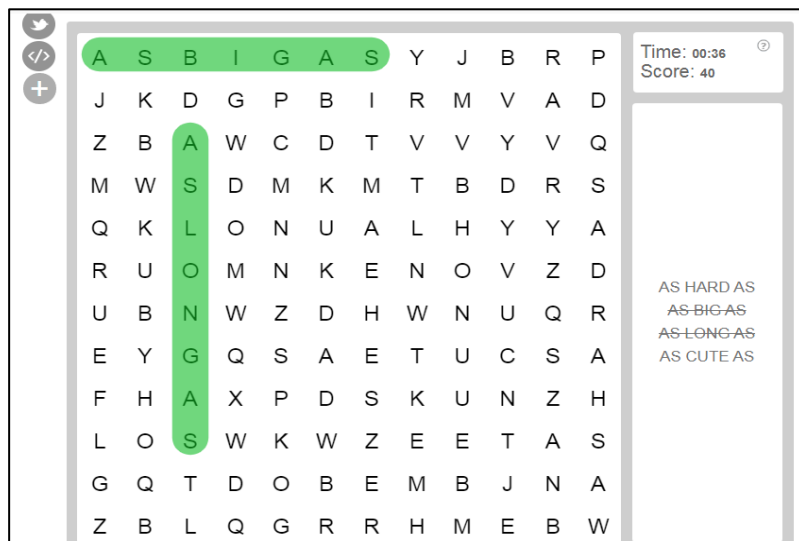 A S B I G A S Y J B R P
J K D G P B I R M V A D
Z B A W C D T V V Y V Q
M W S D M K M T B D R S
Q K L O N U A L H Y Y A
R U O M N K E N O V Z D
U B N W Z D H W N U Q R
E Y G Q S A E T U C S A
F H A X P D S K U N Z H
L O S W K W Z E E T A S
G Q T D O B E M B J N A
Z B L Q G R R H M E B W
Time: 00:36
?
Score: 40
AS HARD AS
AS BIG AS
AS LONG AS
AS CUTE AS